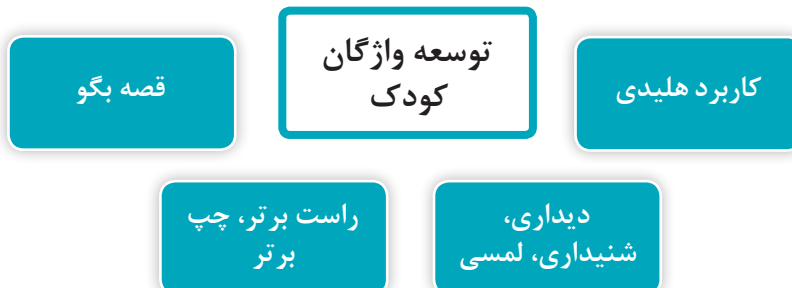 توسعه واژگان
کودک
کاربرد هلیدی
قصه بگو
دیداری،
شنیداری، لمسی
راست برتر، چپ
برتر